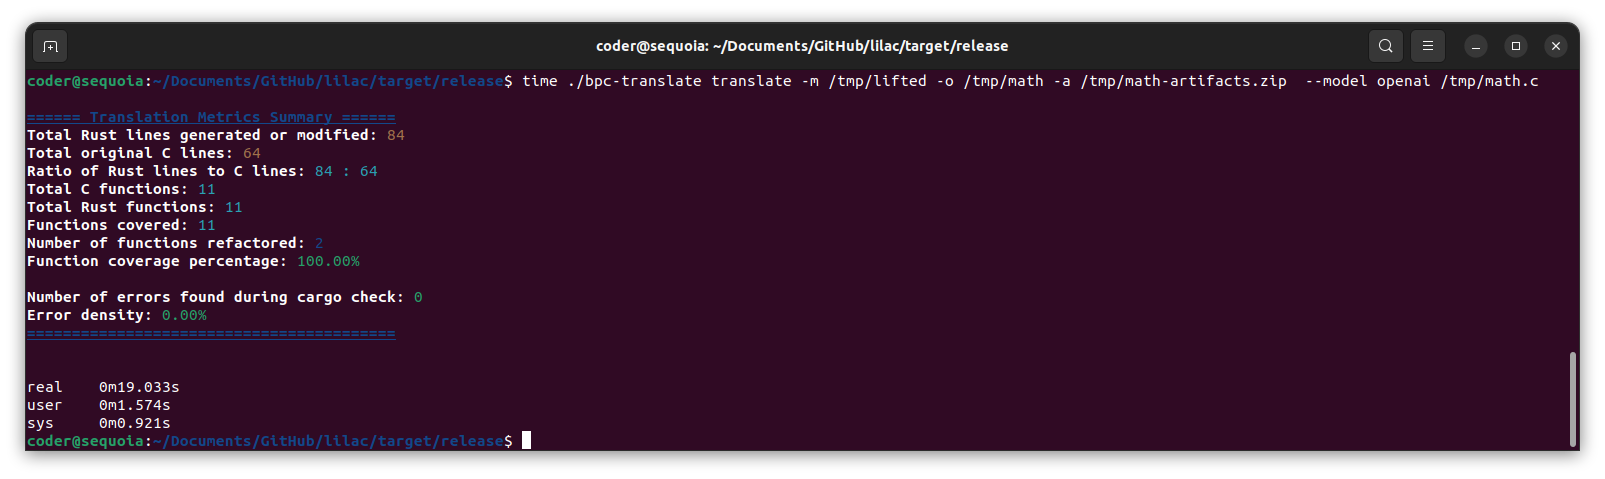 coder@sequoia: ~/Documents/GitHub/lilac/target/release
coder@sequoia:~/Documents/GitHub/lilac/target/release$ time ./bpc-translate translate -m /tmp/lifted -o /tmp/math -a /tmp/math-artifacts.zip  --model openai /tmp/math.c
====== Translation Metrics Summary ======
Total Rust lines generated or modified: 84
Total original C lines: 64
Ratio of Rust lines to C lines: 84 : 64
Total C functions: 11
Total Rust functions: 11
Functions covered: 11
Number of functions refactored: 2
Function coverage percentage: 100.00%
Number of errors found during cargo check: 0
Error density: 0.00%
=========================================
real    0m19.033s
user    0m1.574s
sys     0m0.921s
coder@sequoia:~/Documents/GitHub/lilac/target/release$